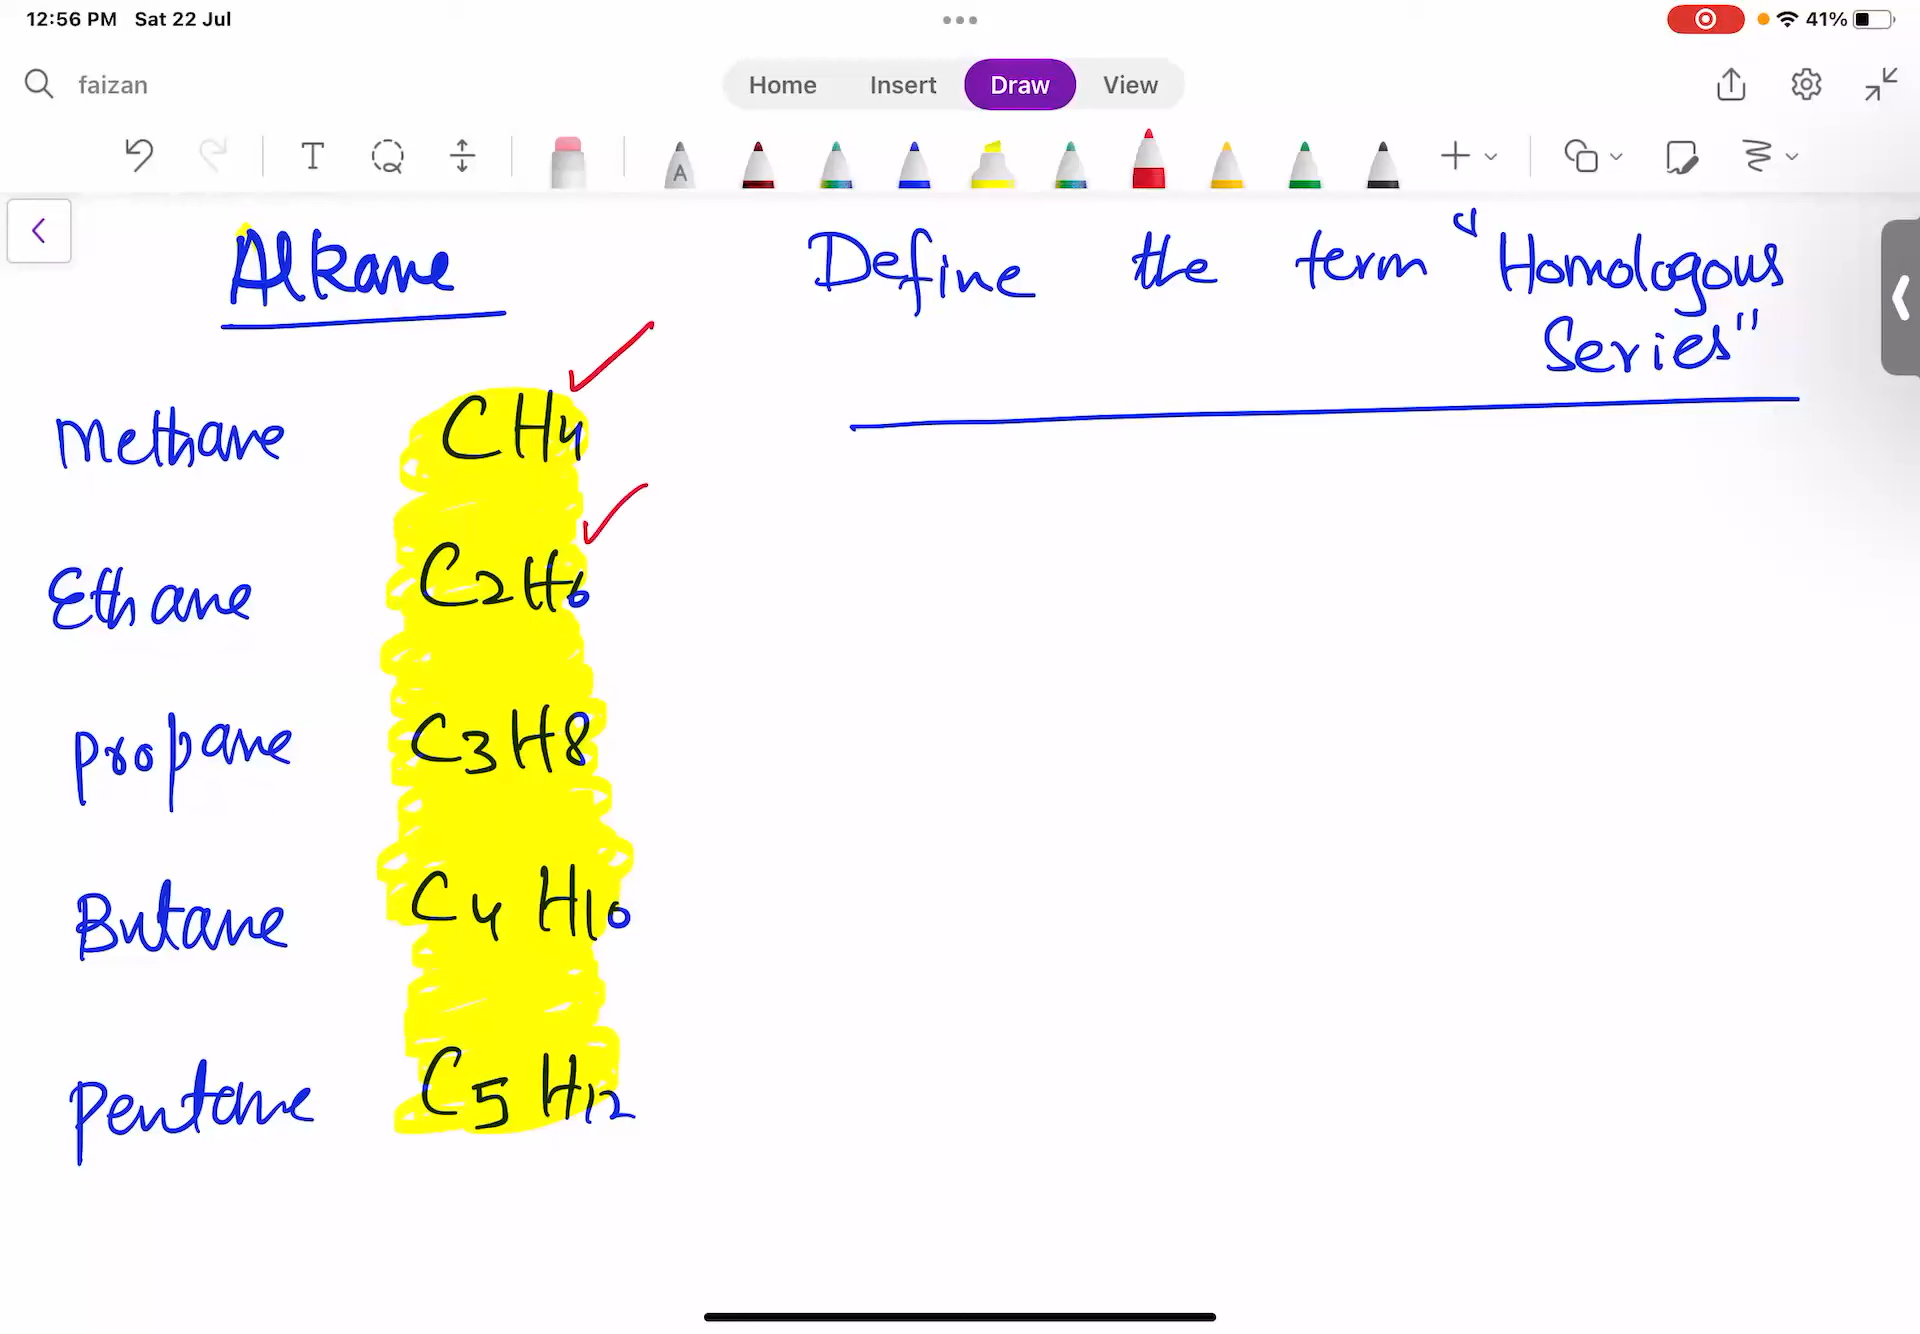 12:56 PM Sat 22 Jul
41%
faizan
Home Insert Draw View
T
A
Alkane
Define the term "Homologous
Series"
Methane CH4
Ethane C2H6
Propane C3H8
Butane C4H10
Pentane C5H12